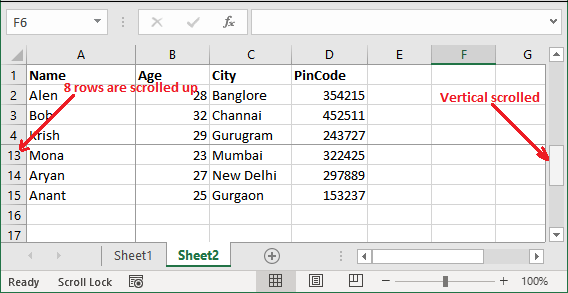 F6 fx
A B C D E F G
1 Name Age City PinCode
2 Alen 28 Banglore 354215
8 rows are scrolled up
Vertical scrolled
3 Bob 32 Channai 452511
4 Krish 29 Gurugram 243727
13 Mona 23 Mumbai 322425
14 Aryan 27 New Delhi 297889
15 Anant 25 Gurgaon 153237
16
17
Sheet1 Sheet2
Ready Scroll Lock 100%